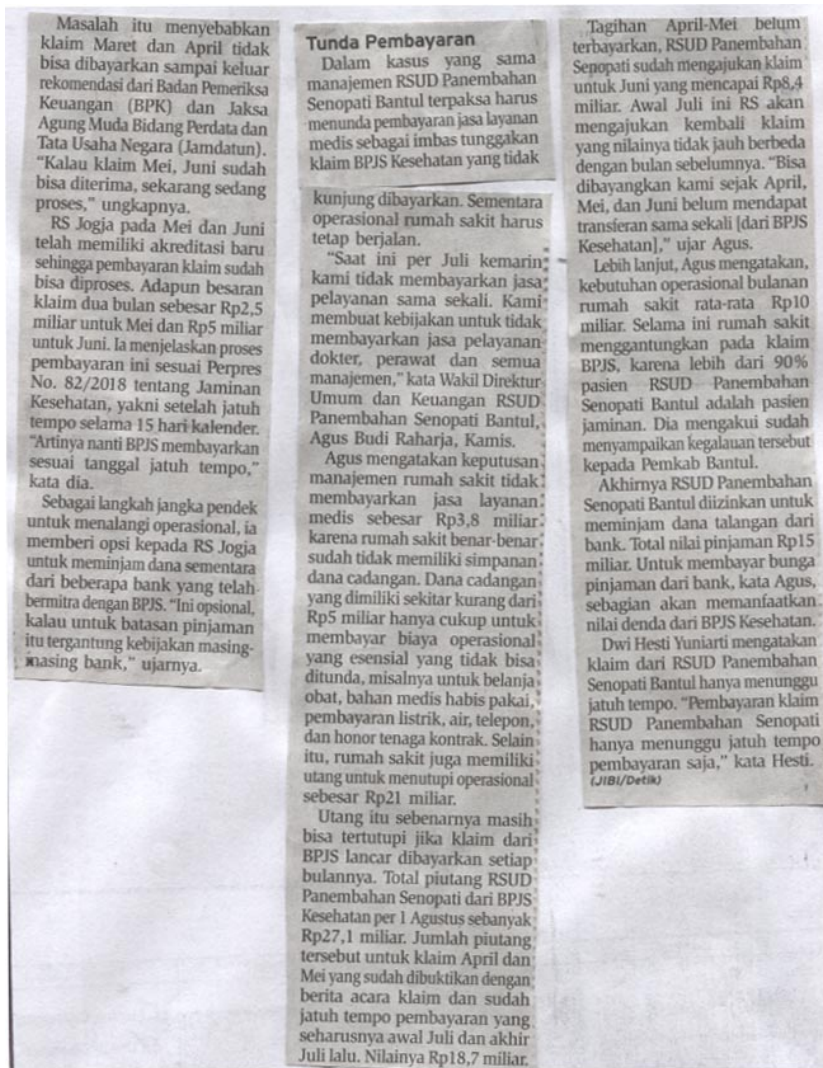 Masalah itu menyebabkan
klaim Maret dan April tidak
bisa dibayarkan sampai keluar
rekomendasi dari Badan Pemeriksa
Keuangan (BPK) dan Jaksa
Agung Muda Bidang Perdata dan
Tata Usaha Negara (Jamdatun).
“Kalau klaim Mei, Juni sudah
bisa diterima, sekarang sedang
proses,” ungkapnya.
RS Jogja pada Mei dan Juni
telah memiliki akreditasi baru
sehingga pembayaran klaim sudah
bisa diproses. Adapun besaran
klaim dua bulan sebesar Rp2,5
miliar untuk Mei dan Rp5 miliar
untuk Juni. Ia menjelaskan proses
pembayaran ini sesuai Perpres
No. 82/2018 tentang Jaminan
Kesehatan, yakni setelah jatuh
tempo selama 15 hari kalender.
“Artinya nanti BPJS membayarkan
sesuai tanggal jatuh tempo,”
kata dia.
Sebagai langkah jangka pendek
untuk menalangi operasional, ia
memberi opsi kepada RS Jogja
untuk meminjam dana sementara
dari beberapa bank yang telah
bermitra dengan BPJS. “Ini opsional,
kalau untuk batasan pinjaman
itu tergantung kebijakan masing-
masing bank,” ujarnya.
Tunda Pembayaran
Dalam kasus yang sama
manajemen RSUD Panembahan
Senopati Bantul terpaksa harus
menunda pembayaran jasa layanan
medis sebagai imbas tunggakan
klaim BPJS Kesehatan yang tidak
kunjung dibayarkan. Sementara
operasional rumah sakit harus
tetap berjalan.
“Saat ini per Juli kemarin
kami tidak membayarkan jasa
pelayanan sama sekali. Kami
membuat kebijakan untuk tidak
membayarkan jasa pelayanan
dokter, perawat dan semua
manajemen,” kata Wakil Direktur
Umum dan Keuangan RSUD
Panembahan Senopati Bantul,
Agus Budi Raharja, Kamis.
Agus mengatakan keputusan
manajemen rumah sakit tidak
membayarkan jasa layanan
medis sebesar Rp3,8 miliar
karena rumah sakit benar-benar
sudah tidak memiliki simpanan
dana cadangan. Dana cadangan
yang dimiliki sekitar kurang dari
Rp5 miliar hanya cukup untuk
membayar biaya operasional
yang esensial yang tidak bisa
ditunda, misalnya untuk belanja
obat, bahan medis habis pakai,
pembayaran listrik, air, telepon,
dan honor tenaga kontrak. Selain
itu, rumah sakit juga memiliki
utang untuk menutupi operasional
sebesar Rp21 miliar.
Utang itu sebenarnya masih
bisa tertutupi jika klaim dari
BPJS lancar dibayarkan setiap
bulannya. Total piutang RSUD
Panembahan Senopati dari BPJS
Kesehatan per 1 Agustus sebanyak
Rp27,1 miliar. Jumlah piutang
tersebut untuk klaim April dan
Mei yang sudah dibuktikan dengan
berita acara klaim dan sudah
jatuh tempo pembayaran yang
seharusnya awal Juli dan akhir
Juli lalu. Nilainya Rp18,7 miliar.
Tagihan April-Mei belum
terbayarkan, RSUD Panembahan
Senopati sudah mengajukan klaim
untuk Juni yang mencapai Rp8,4
miliar. Awal Juli ini RS akan
mengajukan kembali klaim
yang nilainya tidak jauh berbeda
dengan bulan sebelumnya. “Bisa
dibayangkan kami sejak April,
Mei, dan Juni belum mendapat
transferan sama sekali [dari BPJS
Kesehatan],” ujar Agus.
Lebih lanjut, Agus mengatakan,
kebutuhan operasional bulanan
rumah sakit rata-rata Rp10
miliar. Selama ini rumah sakit
menggantungkan pada klaim
BPJS, karena lebih dari 90%
pasien RSUD Panembahan
Senopati Bantul adalah pasien
jaminan. Dia mengakui sudah
menyampaikan kegalauan tersebut
kepada Pemkab Bantul.
Akhirnya RSUD Panembahan
Senopati Bantul diizinkan untuk
meminjam dana talangan dari
bank. Total nilai pinjaman Rp15
miliar. Untuk membayar bunga
pinjaman dari bank, kata Agus,
sebagian akan memanfaatkan
nilai denda dari BPJS Kesehatan.
Dwi Hesti Yuniarti mengatakan
klaim dari RSUD Panembahan
Senopati Bantul hanya menunggu
jatuh tempo. “Pembayaran klaim
RSUD Panembahan Senopati
hanya menunggu jatuh tempo
pembayaran saja,” kata Hesti.
(JIBI/Detik)